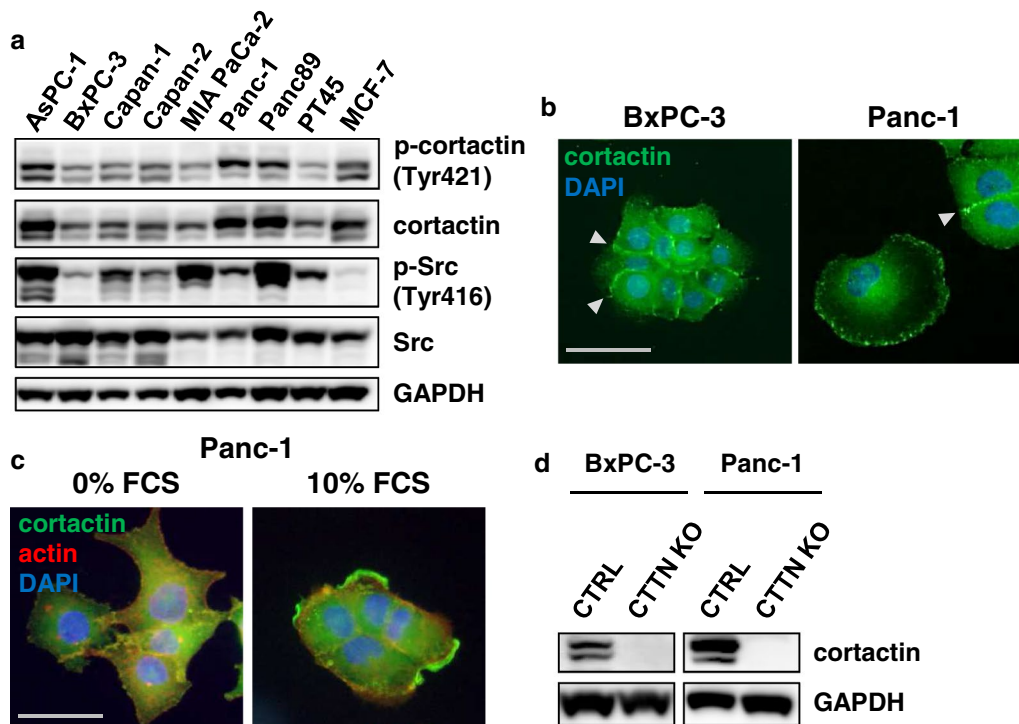 a
AsPC-1
BxPC-3
Capan-1
Capan-2
MIA PaCa-2
Panc-1
Panc89
PT45
MCF-7
p-cortactin
(Tyr421)
cortactin
p-Src
(Tyr416)
Src
GAPDH
b
BxPC-3
Panc-1
cortactin
DAPI
c
Panc-1
0% FCS
10% FCS
cortactin
actin
DAPI
d
BxPC-3
Panc-1
CTRL
CTTN KO
CTRL
CTTN KO
cortactin
GAPDH